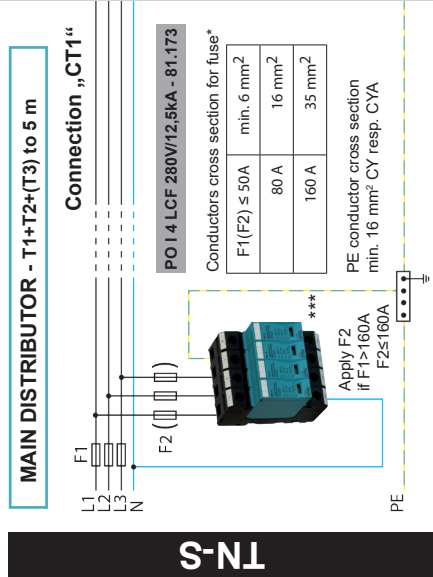 MAIN DISTRIBUTOR - T1+T2+(T3) to 5 m
Connection „CT1“
TN-S
F1
L1
L2
L3
N
F2
( )
PO I 4 LCF 280V/12,5kA - 81.173
Conductors cross section for fuse*
F1(F2) ≤ 50A min. 6 mm²
80 A 16 mm²
160 A 35 mm²
***
Apply F2
if F1>160A
F2≤160A
PE conductor cross section
min. 16 mm² CY resp. CYA
PE